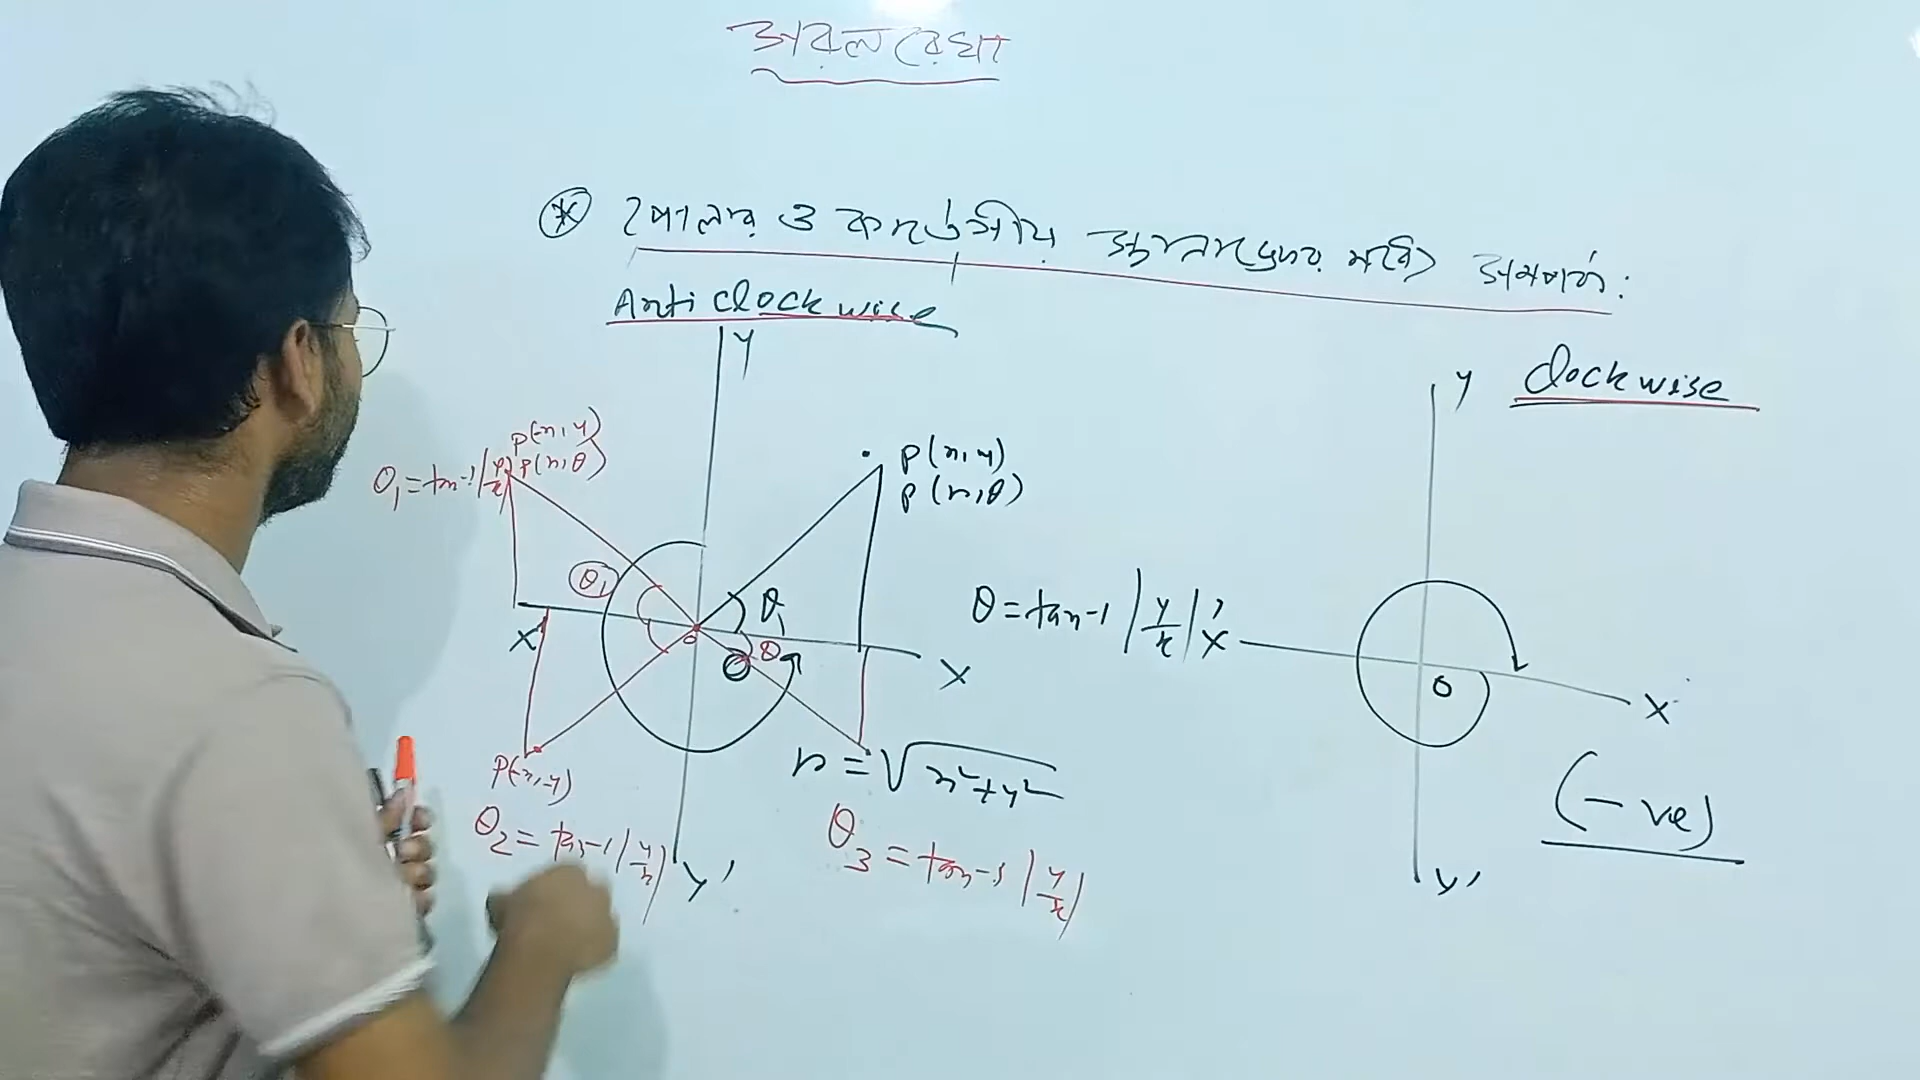 সরলরেখা
* পোলার ও কার্তেসীয় স্থানাঙ্কের মধ্যে সম্পর্ক:
Anti clockwise
Y
Y
Clockwise
P(-x, y)
P(r, θ)
θ₁ = tan⁻¹ |y/x|
P(x, y)
P(r, θ)
θ₁
θ
θ
X'
O
X
θ = tan⁻¹ |y/x|
X'
O
X
P(-x, -y)
r = √x²+y²
(-ve)
θ₂ = tan⁻¹ |y/x|
Y'
θ₃ = tan⁻¹ |y/x|
Y'